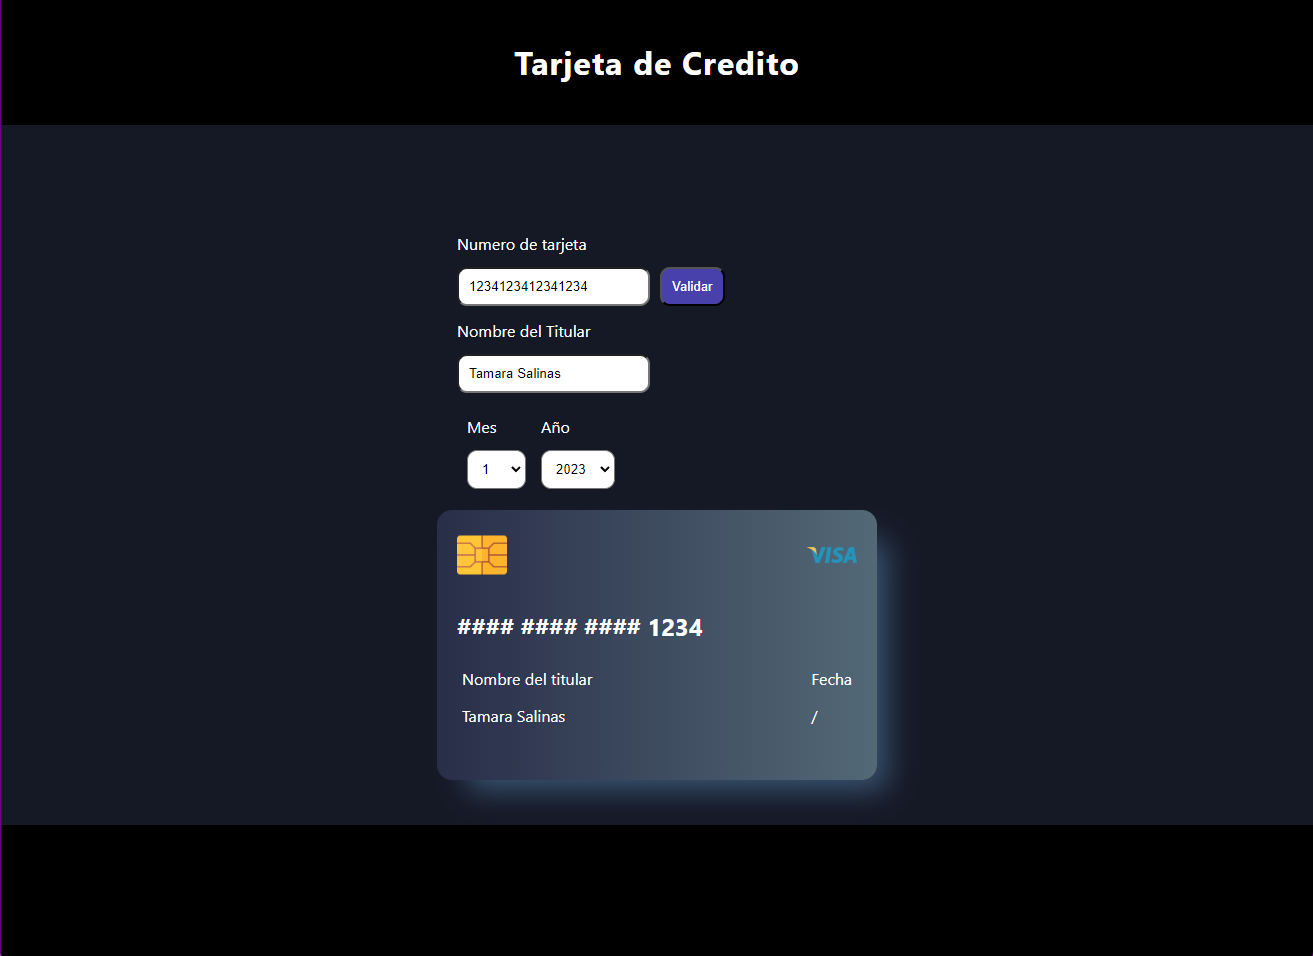 Tarjeta de Credito
Numero de tarjeta
1234123412341234 Validar
Nombre del Titular
Tamara Salinas
Mes Año
1 2023
VISA
#### #### #### 1234
Nombre del titular Fecha
Tamara Salinas /